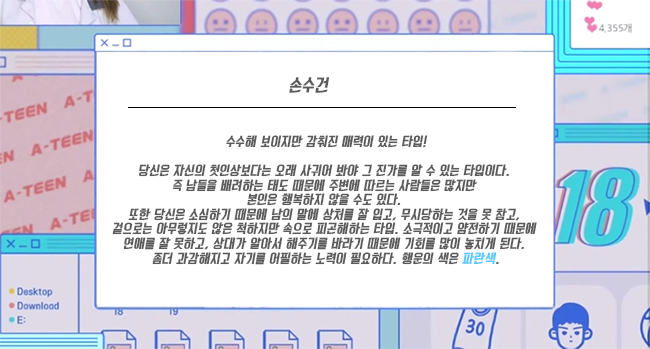 4,355개
A-TEEN
A-TEEN
A-TEEN
손수건
수수해 보이지만 감춰진 매력이 있는 타입!
당신은 자신의 첫인상보다는 오래 사귀어 봐야 그 진가를 알 수 있는 타입이다.
즉 남들을 배려하는 태도 때문에 주변에 따르는 사람들은 많지만
본인은 행복하지 않을 수도 있다.
또한 당신은 소심하기 때문에 남의 말에 상처를 잘 입고, 무시당하는 것을 못 참고,
겉으로는 아무렇지도 않은 척하지만 속으로 피곤해하는 타입. 소극적이고 얌전하기 때문에
연애를 잘 못하고, 상대가 알아서 해주기를 바라기 때문에 기회를 많이 놓치게 된다.
좀더 과감해지고 자기를 어필하는 노력이 필요하다. 행운의 색은 파란색.
18
Desktop
Download
E:
18
19
30